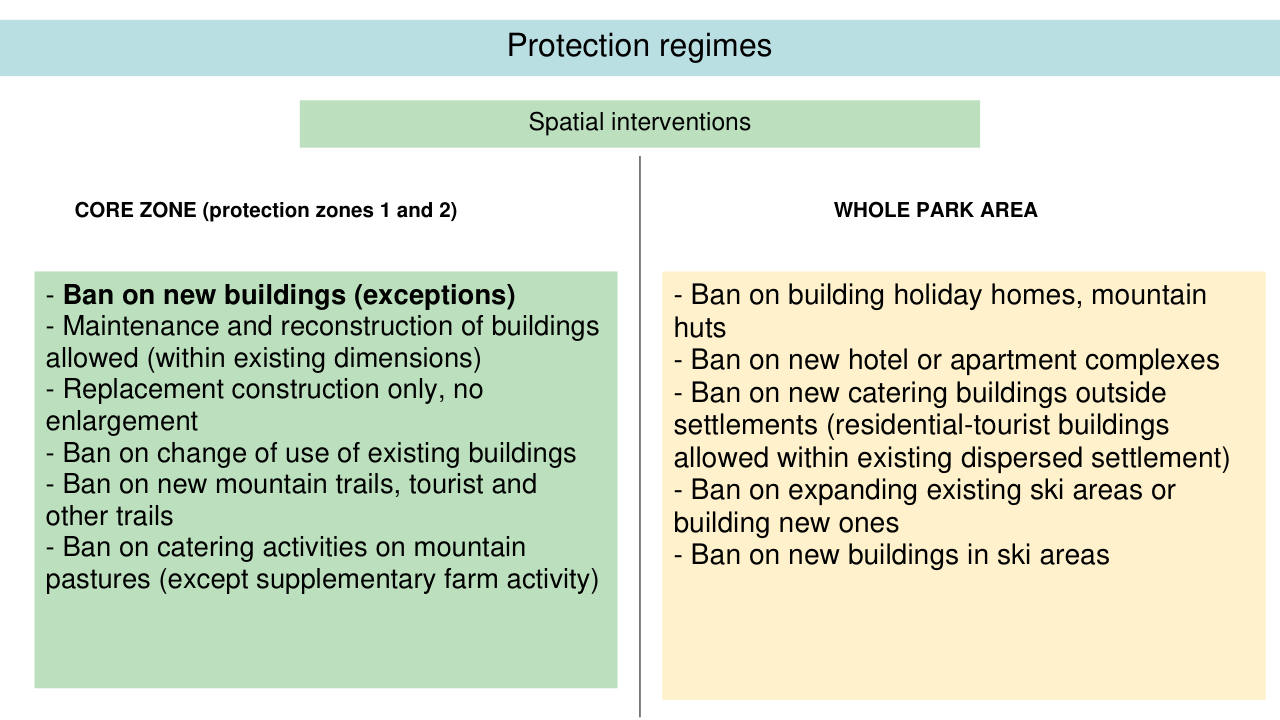 Protection regimes
Spatial interventions
CORE ZONE (protection zones 1 and 2)
- Ban on new buildings (exceptions)
- Maintenance and reconstruction of buildings
allowed (within existing dimensions)
- Replacement construction only, no
enlargement
- Ban on change of use of existing buildings
- Ban on new mountain trails, tourist and
other trails
- Ban on catering activities on mountain
pastures (except supplementary farm activity)
WHOLE PARK AREA
- Ban on building holiday homes, mountain
huts
- Ban on new hotel or apartment complexes
- Ban on new catering buildings outside
settlements (residential-tourist buildings
allowed within existing dispersed settlement)
- Ban on expanding existing ski areas or
building new ones
- Ban on new buildings in ski areas